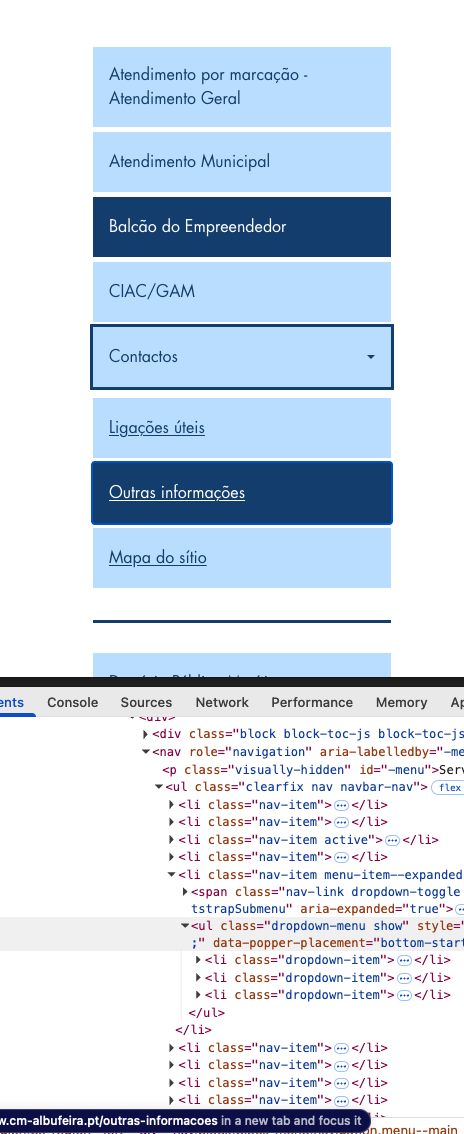 Atendimento por marcação -
Atendimento Geral
Atendimento Municipal
Balcão do Empreendedor
CIAC/GAM
Contactos
Ligações úteis
Outras informações
Mapa do sítio
ents Console Sources Network Performance Memory Ap
<div>
<div class="block block-toc-js block-toc-js
<nav role="navigation" aria-labelledby="-me
<p class="visually-hidden" id="-menu">Serv
<ul class="clearfix nav navbar-nav"> flex
<li class="nav-item"> … </li>
<li class="nav-item"> … </li>
<li class="nav-item active"> … </li>
<li class="nav-item"> … </li>
<li class="nav-item menu-item--expanded
<span class="nav-link dropdown-toggle
tstrapSubmenu" aria-expanded="true"> …
<ul class="dropdown-menu show" style="
;" data-popper-placement="bottom-start
<li class="dropdown-item"> … </li>
<li class="dropdown-item"> … </li>
<li class="dropdown-item"> … </li>
</ul>
</li>
<li class="nav-item"> … </li>
<li class="nav-item"> … </li>
<li class="nav-item"> … </li>
<li class="nav-item"> … </li>
w.cm-albufeira.pt/outras-informacoes in a new tab and focus it